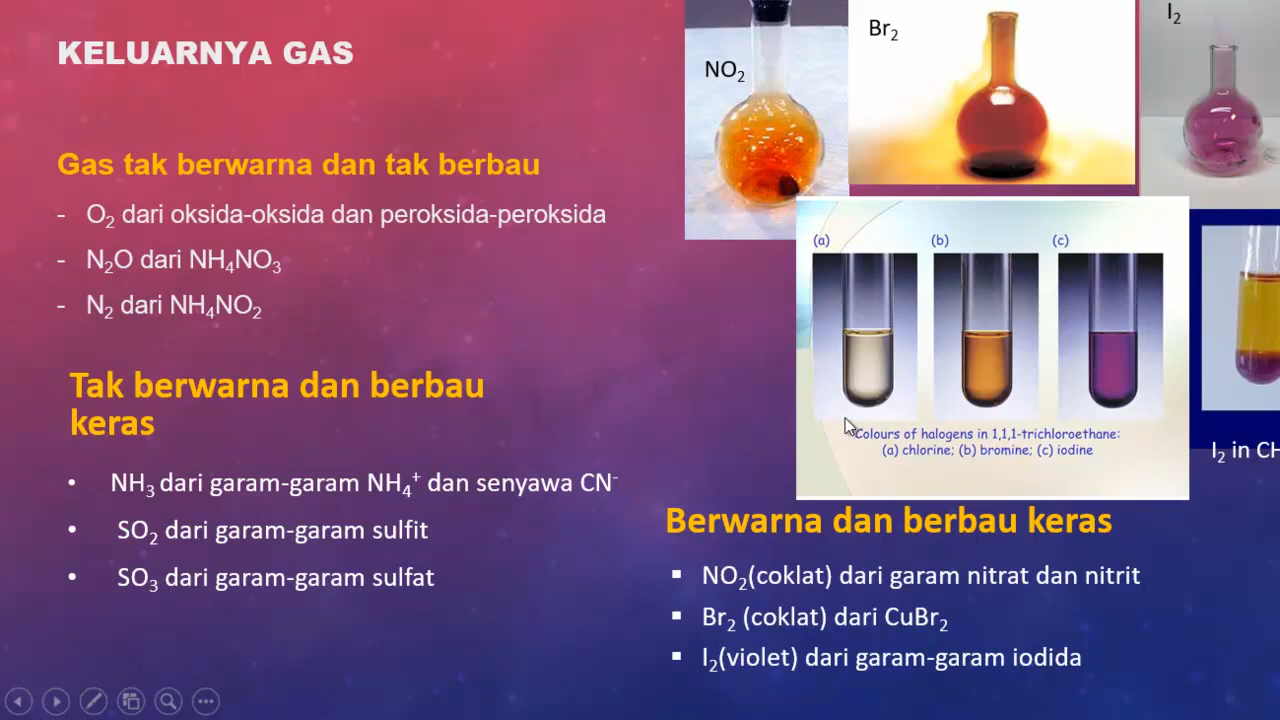 KELUARNYA GAS
Gas tak berwarna dan tak berbau
- O₂ dari oksida-oksida dan peroksida-peroksida
- N₂O dari NH₄NO₃
- N₂ dari NH₄NO₂
Tak berwarna dan berbau
keras
• NH₃ dari garam-garam NH₄⁺ dan senyawa CN⁻
• SO₂ dari garam-garam sulfit
• SO₃ dari garam-garam sulfat
NO₂
Br₂
I₂
(a) (b) (c)
Colours of halogens in 1,1,1-trichloroethane:
(a) chlorine; (b) bromine; (c) iodine
I₂ in CH
Berwarna dan berbau keras
▪ NO₂(coklat) dari garam nitrat dan nitrit
▪ Br₂ (coklat) dari CuBr₂
▪ I₂(violet) dari garam-garam iodida